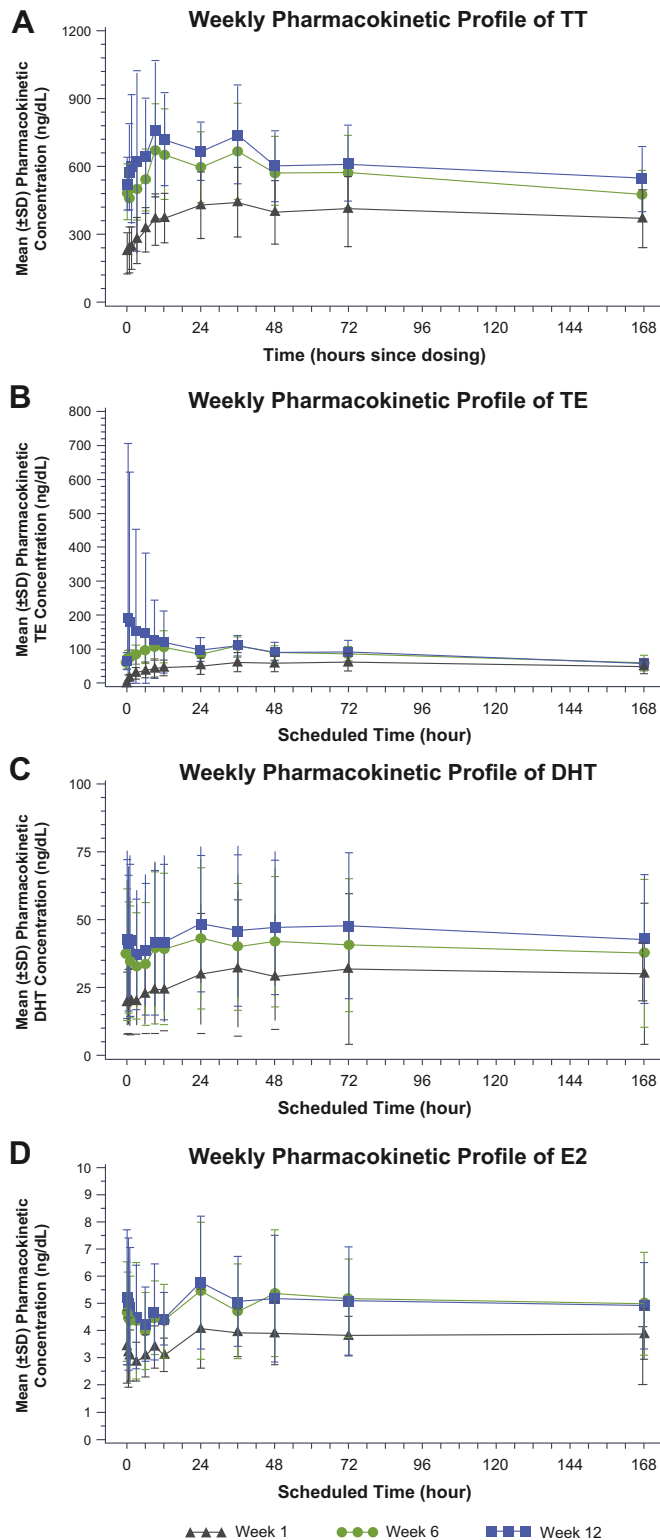 A
Weekly Pharmacokinetic Profile of TT
Mean (±SD) Pharmacokinetic
Concentration (ng/dL)
1200
900
600
300
0
0 24 48 72 96 120 144 168
Time (hours since dosing)
B
Weekly Pharmacokinetic Profile of TE
Mean (±SD) Pharmacokinetic
TE Concentration (ng/dL)
800
700
600
500
400
300
200
100
0
0 24 48 72 96 120 144 168
Scheduled Time (hour)
C
Weekly Pharmacokinetic Profile of DHT
Mean (±SD) Pharmacokinetic
DHT Concentration (ng/dL)
100
75
50
25
0
0 24 48 72 96 120 144 168
Scheduled Time (hour)
D
Weekly Pharmacokinetic Profile of E2
Mean (±SD) Pharmacokinetic
Concentration (ng/dL)
10
9
8
7
6
5
4
3
2
1
0
0 24 48 72 96 120 144 168
Scheduled Time (hour)
Week 1 Week 6 Week 12